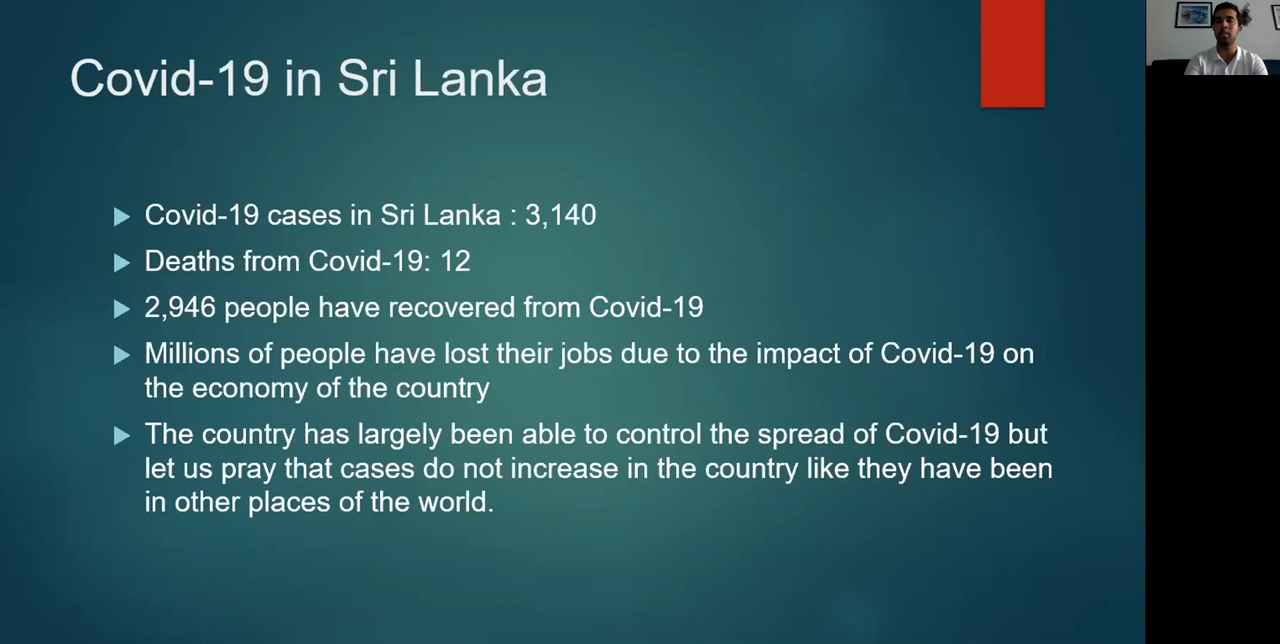 Covid-19 in Sri Lanka
Covid-19 cases in Sri Lanka : 3,140
Deaths from Covid-19: 12
2,946 people have recovered from Covid-19
Millions of people have lost their jobs due to the impact of Covid-19 on
the economy of the country
The country has largely been able to control the spread of Covid-19 but
let us pray that cases do not increase in the country like they have been
in other places of the world.